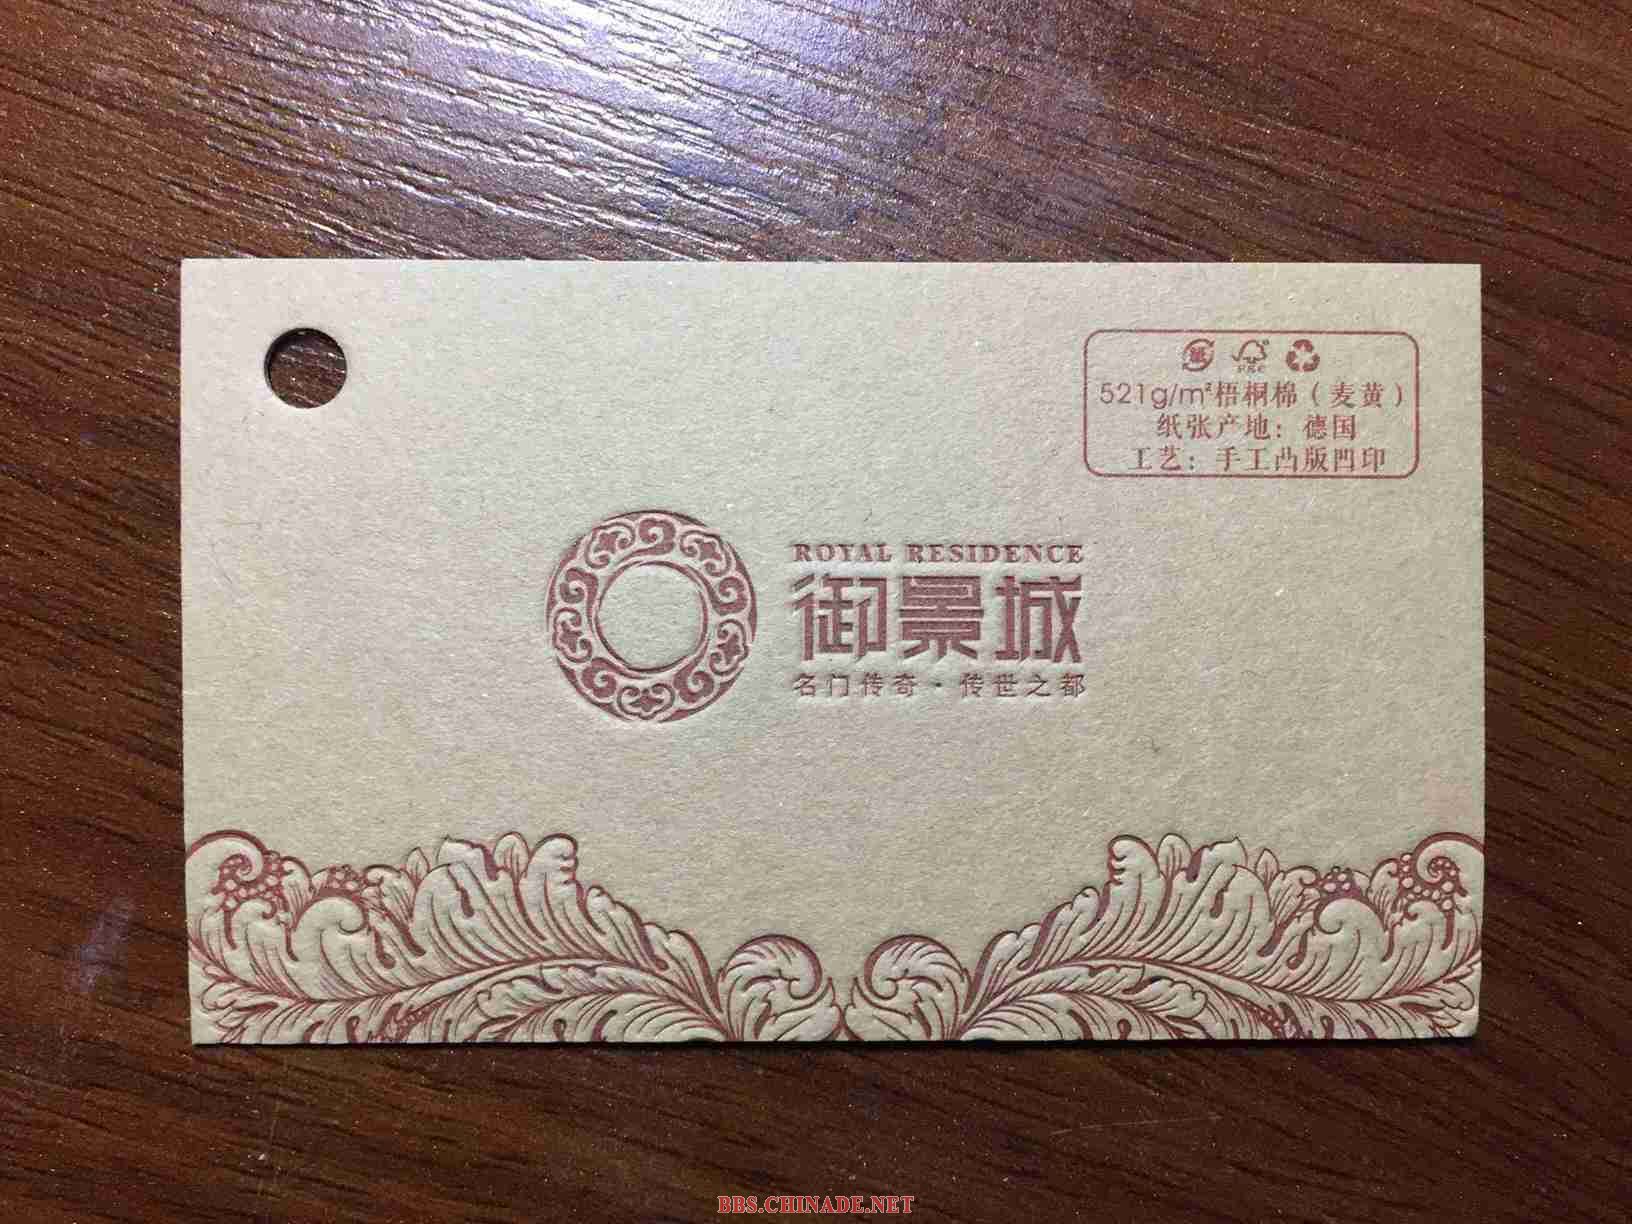 纸
FSC
521g/m²梧桐棉（麦黄）
纸张产地：德国
工艺：手工凸版凹印
ROYAL RESIDENCE
御景城
名门传奇·传世之都
BBS.CHINADE.NET